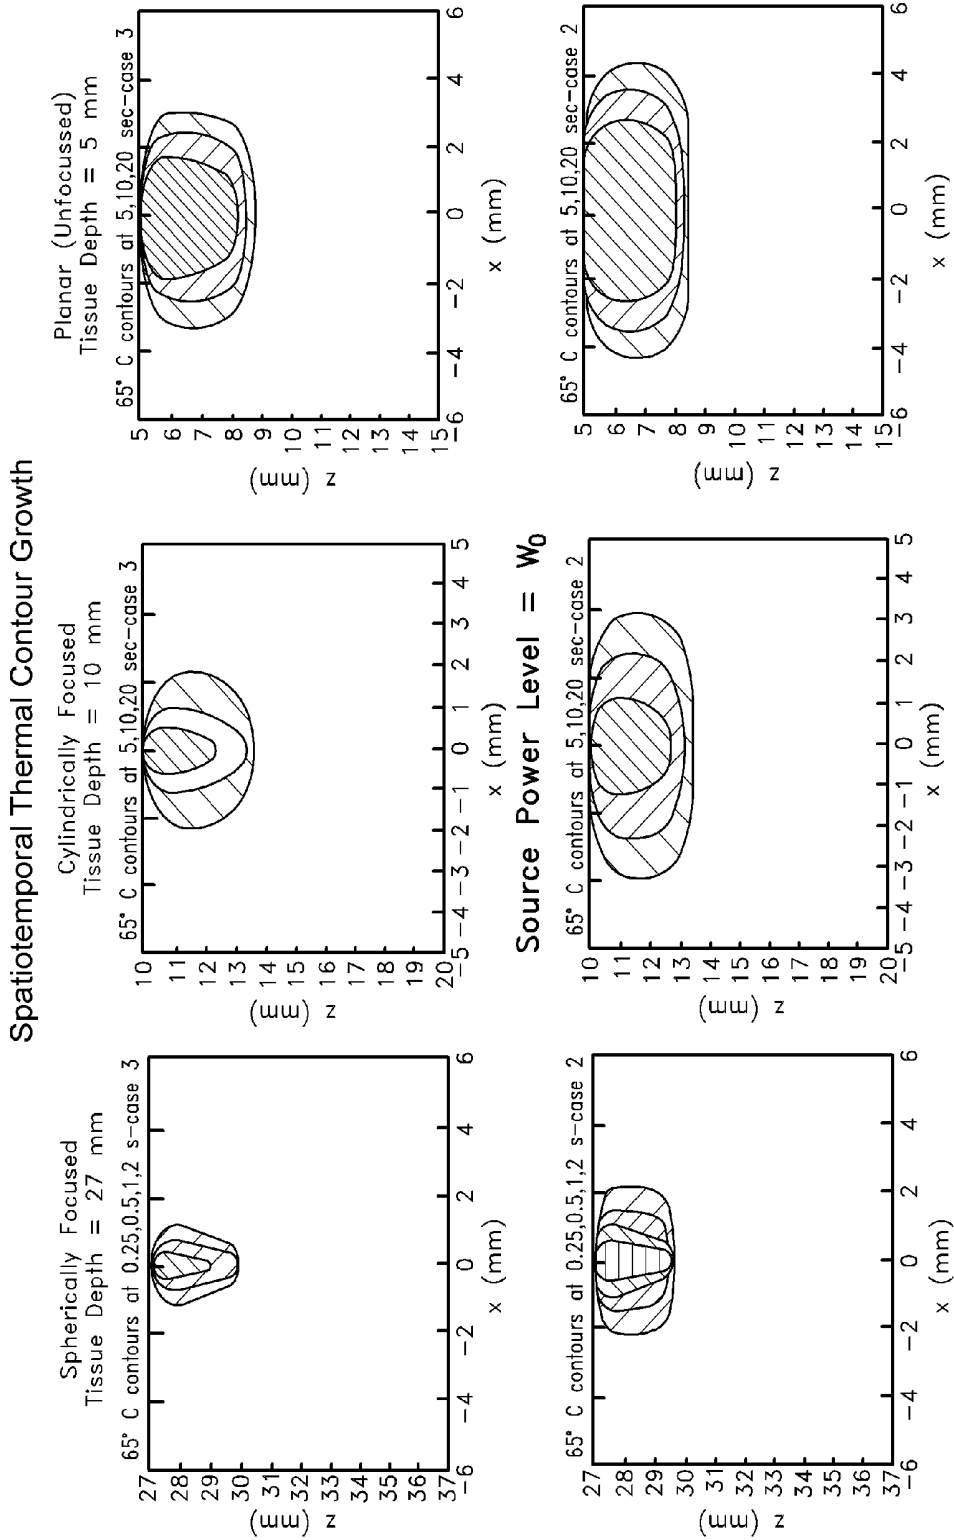 Spatiotemporal Thermal Contour Growth
Spherically Focused
Tissue Depth = 27 mm
65° C contours at 0.25,0.5,1,2 s-case 3
27
28
29
30
31
32
33
34
35
36
37
z (mm)
-6 -4 -2 0 2 4 6
x (mm)
Cylindrically Focused
Tissue Depth = 10 mm
65° C contours at 5,10,20 sec-case 3
10
11
12
13
14
15
16
17
18
19
20
z (mm)
-5 -4 -3 -2 -1 0 1 2 3 4 5
x (mm)
Planar (Unfocussed)
Tissue Depth = 5 mm
65° C contours at 5,10,20 sec-case 3
5
6
7
8
9
10
11
12
13
14
15
z (mm)
-6 -4 -2 0 2 4 6
x (mm)
Source Power Level = W0
65° C contours at 0.25,0.5,1,2 s-case 2
27
28
29
30
31
32
33
34
35
36
37
z (mm)
-6 -4 -2 0 2 4 6
x (mm)
65° C contours at 5,10,20 sec-case 2
10
11
12
13
14
15
16
17
18
19
20
z (mm)
-5 -4 -3 -2 -1 0 1 2 3 4 5
x (mm)
65° C contours at 5,10,20 sec-case 2
5
6
7
8
9
10
11
12
13
14
15
z (mm)
-6 -4 -2 0 2 4 6
x (mm)